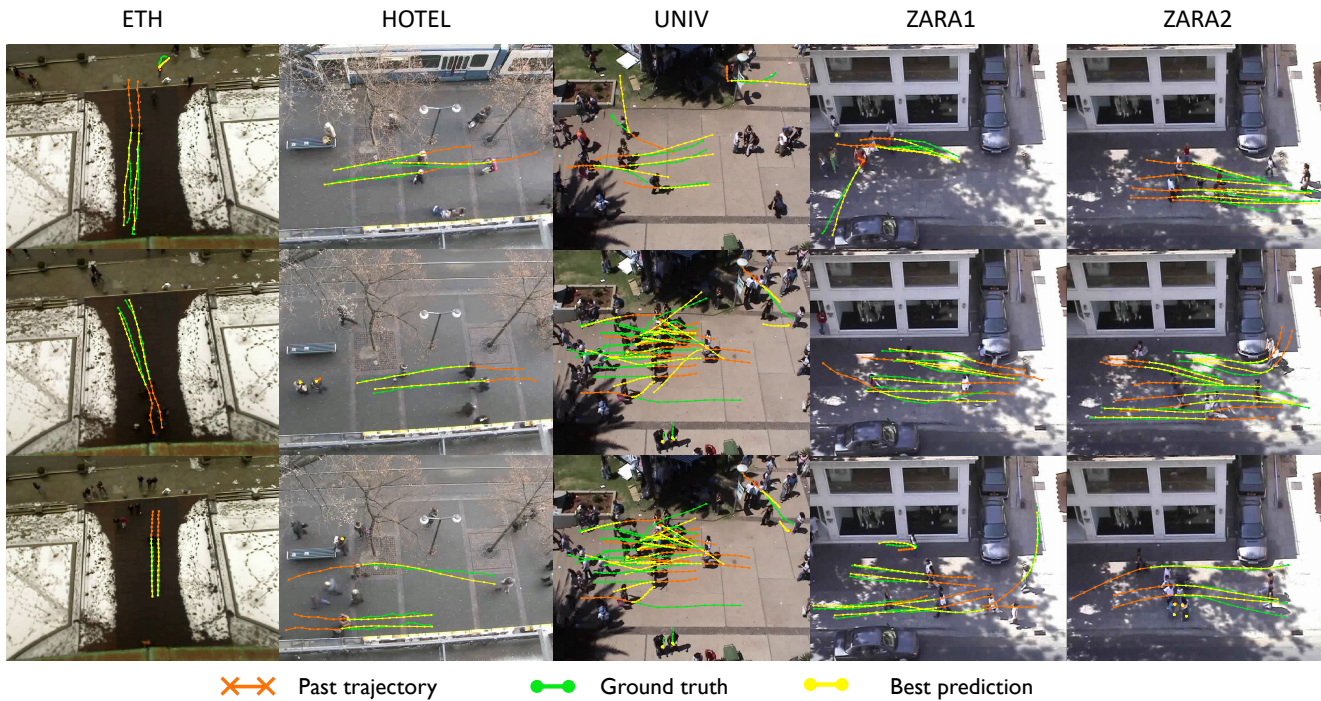 ETH HOTEL UNIV ZARA1 ZARA2
Past trajectory Ground truth Best prediction